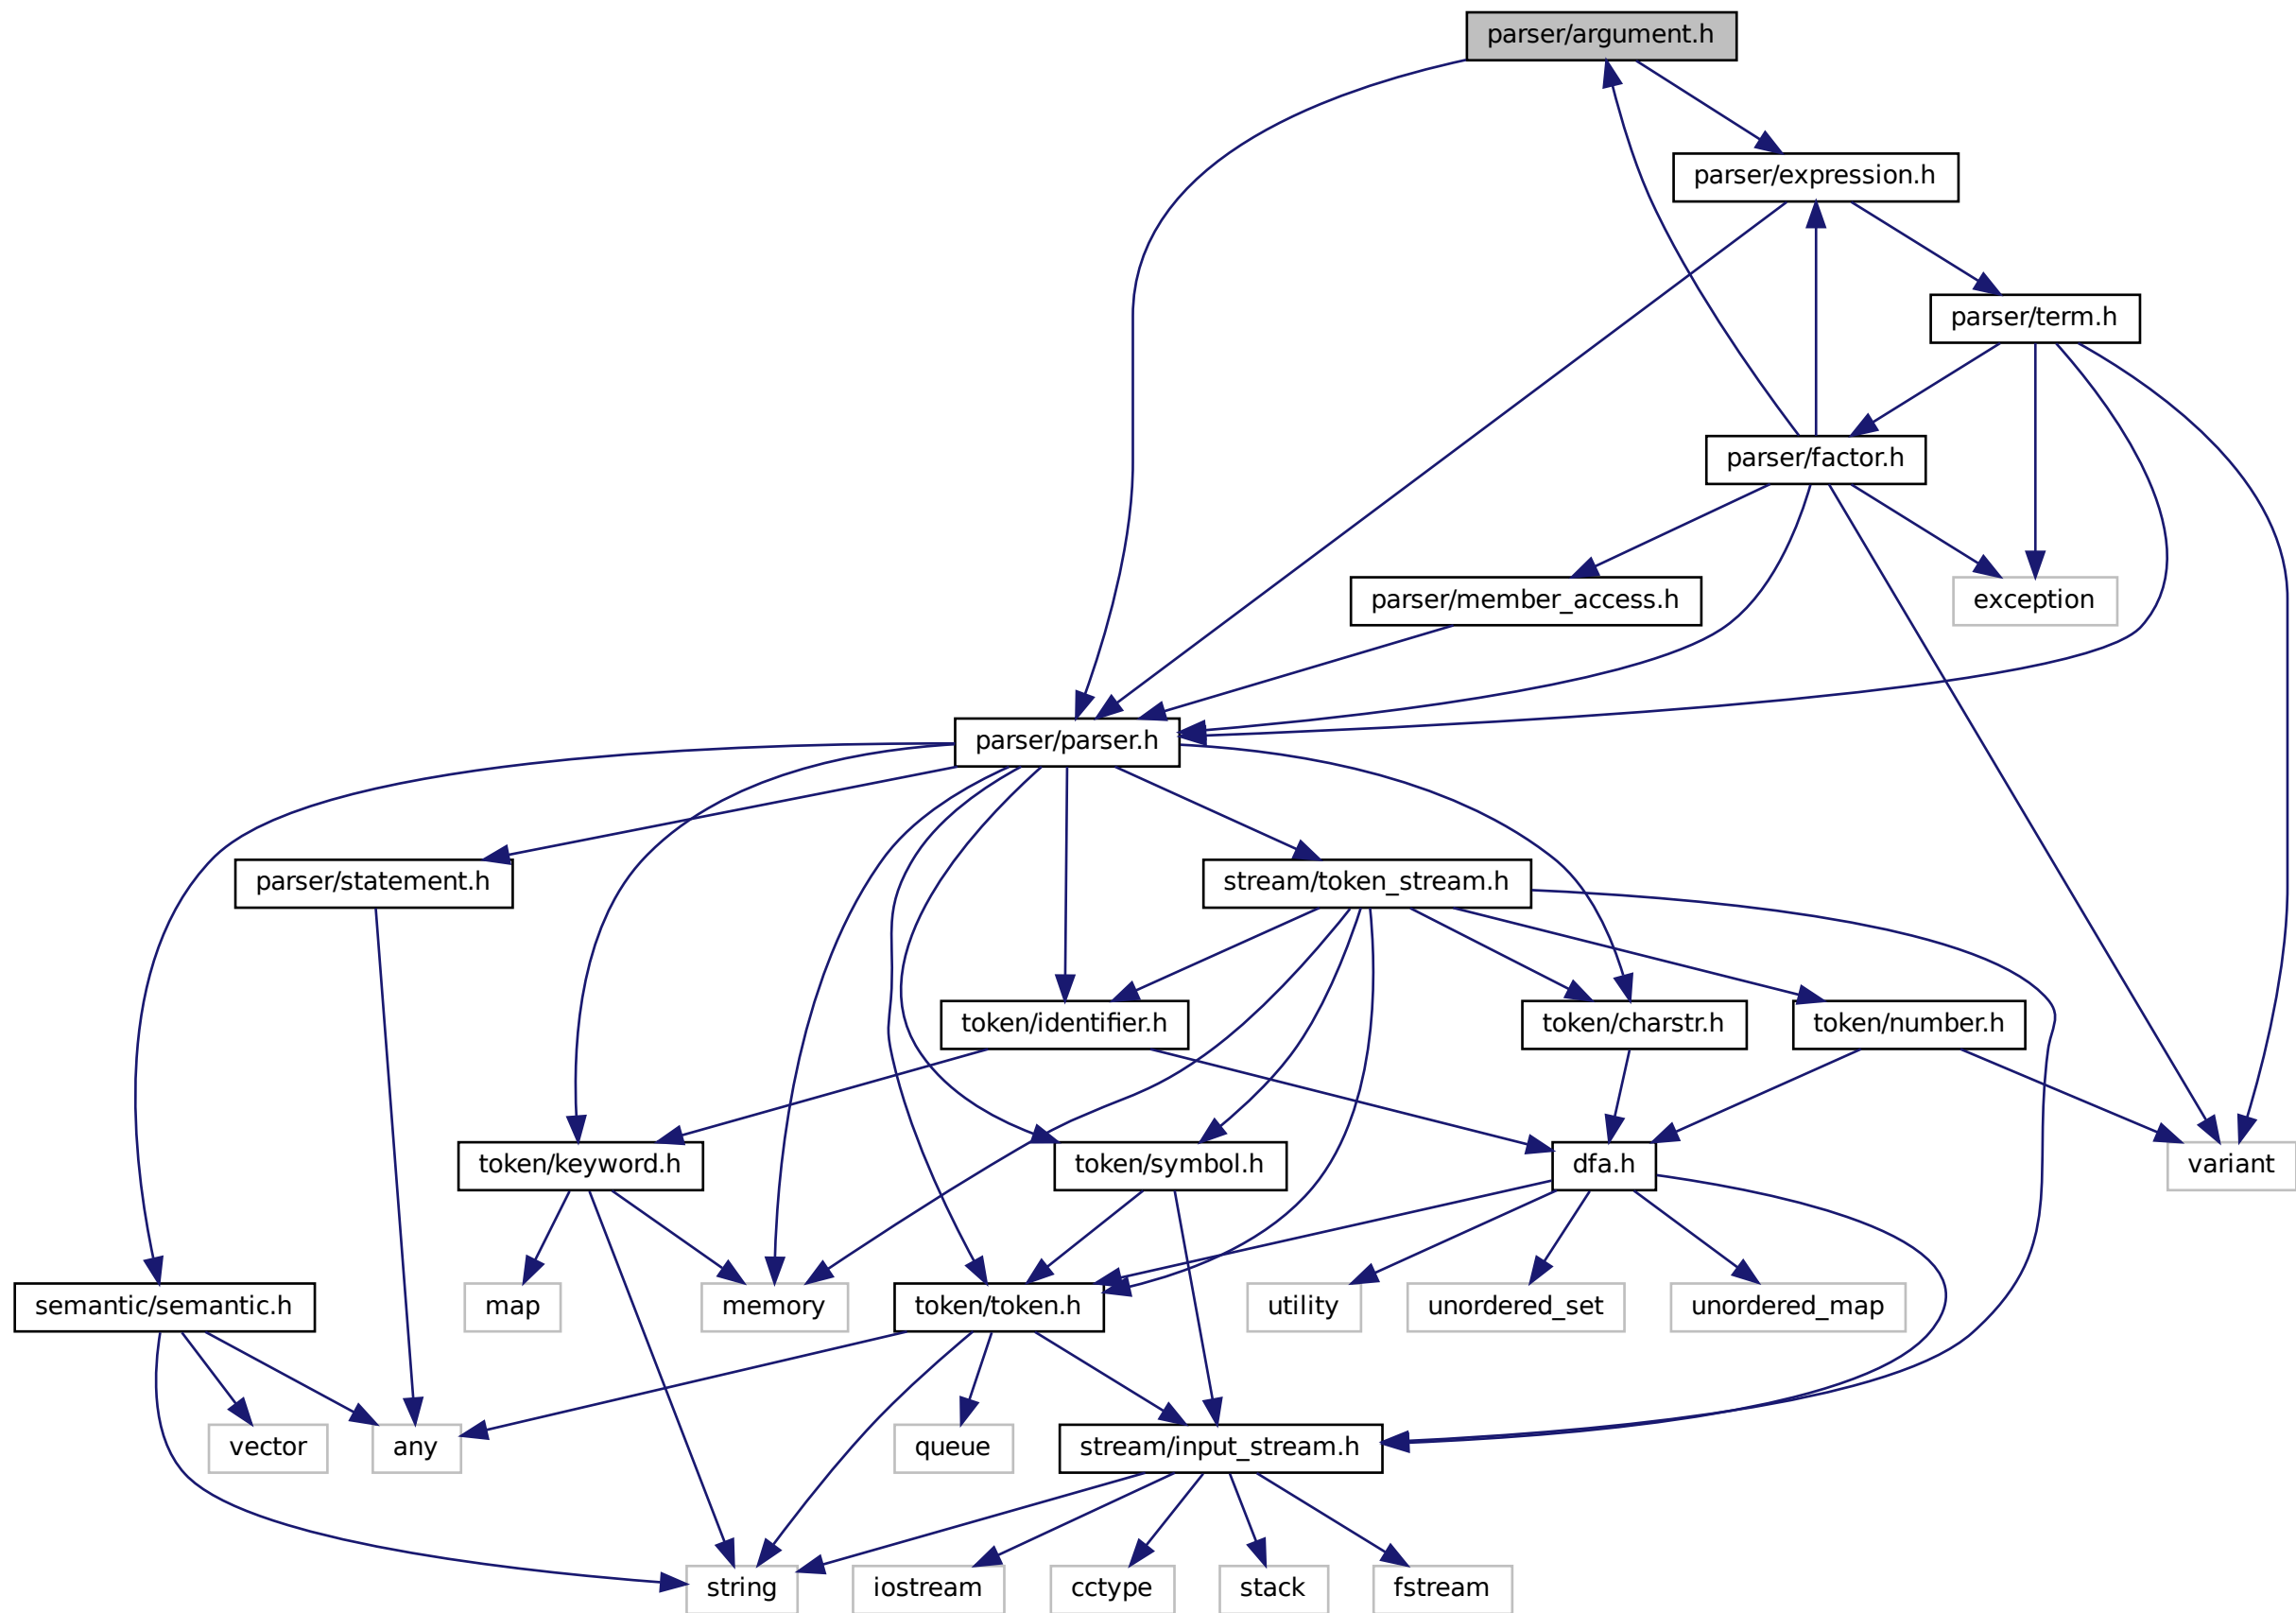 parser/argument.h
parser/expression.h
parser/term.h
parser/factor.h
parser/member_access.h
exception
parser/parser.h
parser/statement.h
stream/token_stream.h
token/identifier.h
token/charstr.h
token/number.h
token/keyword.h
token/symbol.h
dfa.h
variant
semantic/semantic.h
map
memory
token/token.h
utility
unordered_set
unordered_map
vector
any
queue
stream/input_stream.h
string
iostream
cctype
stack
fstream